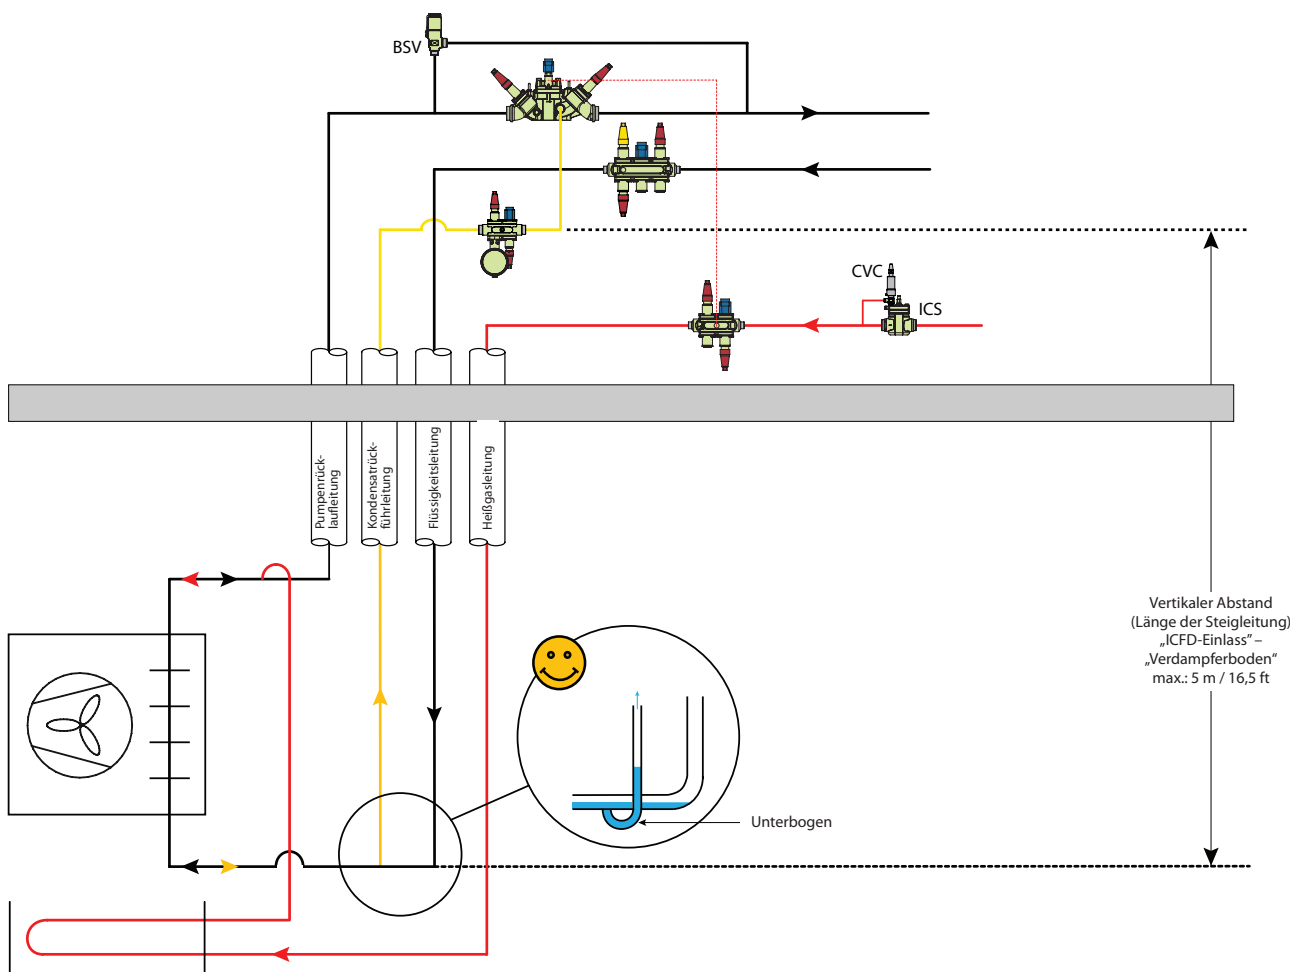 BSV
CVC
ICS
Pumpenrück-
laufleitung
Kondensatrück-
führleitung
Flüssigkeitsleitung
Heißgasleitung
Vertikaler Abstand
(Länge der Steigleitung)
„ICFD-Einlass” –
„Verdampferboden“
max.: 5 m / 16,5 ft
Unterbogen